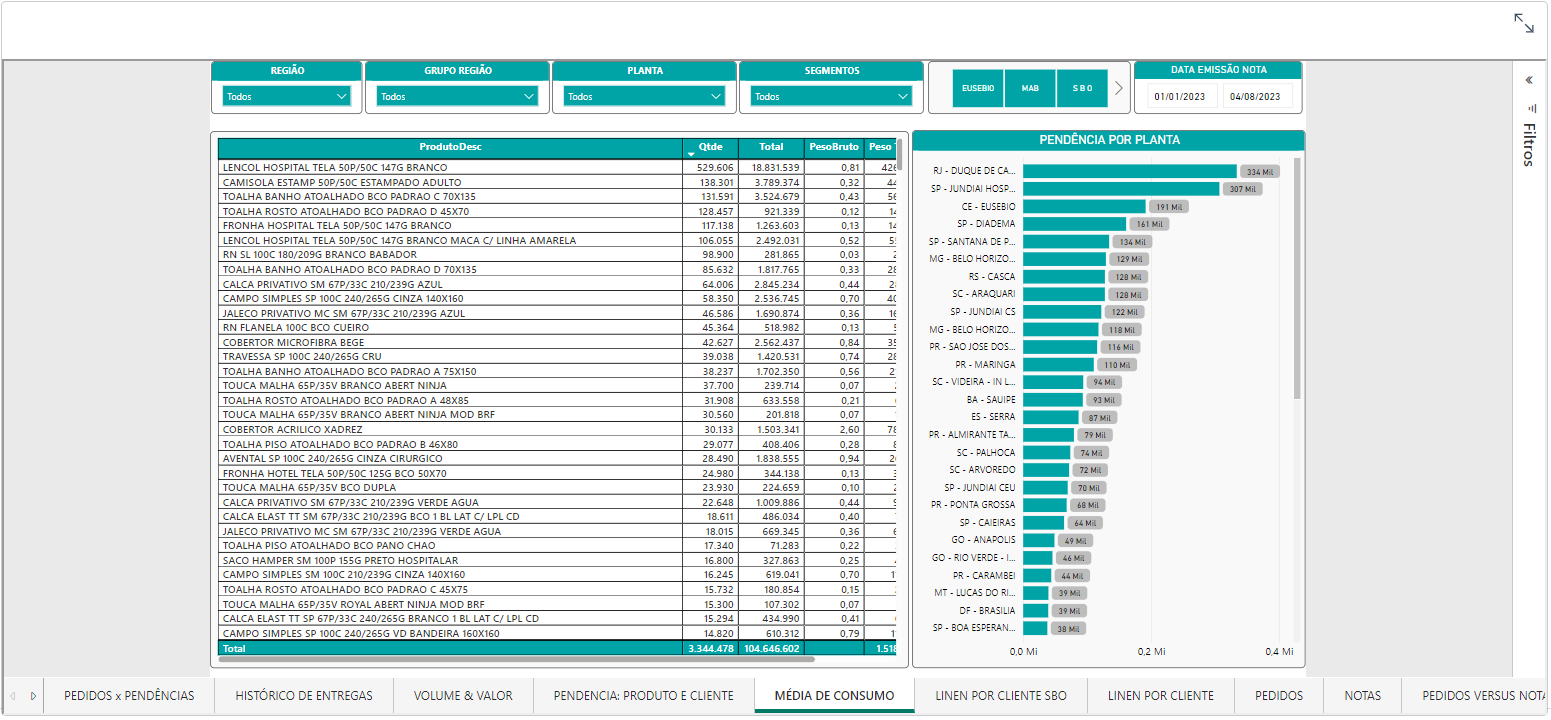 REGIÃO GRUPO REGIÃO PLANTA SEGMENTOS DATA EMISSÃO NOTA
Todos Todos Todos Todos EUSEBIO MAB S B O 01/01/2023 04/08/2023
Filtros
ProdutoDesc Qtde Total PesoBruto Peso
LENCOL HOSPITAL TELA 50P/50C 147G BRANCO 529.606 18.831.539 0,81 426
CAMISOLA ESTAMP 50P/50C ESTAMPADO ADULTO 138.301 3.789.374 0,32 44
TOALHA BANHO ATOALHADO BCO PADRAO C 70X135 131.591 3.524.679 0,43 56
TOALHA ROSTO ATOALHADO BCO PADRAO D 45X70 128.457 921.339 0,12 14
FRONHA HOSPITAL TELA 50P/50C 147G BRANCO 117.138 1.263.603 0,13 14
LENCOL HOSPITAL TELA 50P/50C 147G BRANCO MACA C/ LINHA AMARELA 106.055 2.492.031 0,52 55
RN SL 100C 180/209G BRANCO BABADOR 98.900 281.865 0,03 2
TOALHA BANHO ATOALHADO BCO PADRAO D 70X135 85.632 1.817.765 0,33 28
CALCA PRIVATIVO SM 67P/33C 210/239G AZUL 64.006 2.845.234 0,44 28
CAMPO SIMPLES SP 100C 240/265G CINZA 140X160 58.350 2.536.745 0,70 40
JALECO PRIVATIVO MC SM 67P/33C 210/239G AZUL 46.586 1.690.874 0,36 16
RN FLANELA 100C BCO CUEIRO 45.364 518.982 0,13 5
COBERTOR MICROFIBRA BEGE 42.627 2.562.437 0,84 35
TRAVESSA SP 100C 240/265G CRU 39.038 1.420.531 0,74 28
TOALHA BANHO ATOALHADO BCO PADRAO A 75X150 38.237 1.702.350 0,56 2
TOUCA MALHA 65P/35V BRANCO ABERT NINJA 37.700 239.714 0,07
TOALHA ROSTO ATOALHADO BCO PADRAO A 48X85 31.908 633.558 0,21
TOUCA MALHA 65P/35V BRANCO ABERT NINJA MOD BRF 30.560 201.818 0,07
COBERTOR ACRILICO XADREZ 30.133 1.503.341 2,60 78
TOALHA PISO ATOALHADO BCO PADRAO B 46X80 29.077 408.406 0,28 8
AVENTAL SP 100C 240/265G CINZA CIRURGICO 28.490 1.838.555 0,94 26
FRONHA HOTEL TELA 50P/50C 125G BCO 50X70 24.980 344.138 0,13 3
TOUCA MALHA 65P/35V BCO DUPLA 23.930 224.659 0,10 2
CALCA PRIVATIVO SM 67P/33C 210/239G VERDE AGUA 22.648 1.009.886 0,44 9
CALCA ELAST TT SM 67P/33C 210/239G BCO 1 BL LAT C/ LPL CD 18.611 486.034 0,40
JALECO PRIVATIVO MC SM 67P/33C 210/239G VERDE AGUA 18.015 669.345 0,36 6
TOALHA PISO ATOALHADO BCO PANO CHAO 17.340 71.283 0,22
SACO HAMPER SM 100P 155G PRETO HOSPITALAR 16.800 327.863 0,25
CAMPO SIMPLES SM 100C 210/239G CINZA 140X160 16.245 619.041 0,70 1
TOALHA ROSTO ATOALHADO BCO PADRAO C 45X75 15.732 180.854 0,15
TOUCA MALHA 65P/35V ROYAL ABERT NINJA MOD BRF 15.300 107.302 0,07
CALCA ELAST TT SP 67P/33C 240/265G BRANCO 1 BL LAT C/ LPL CD 15.294 434.990 0,41 6
CAMPO SIMPLES SP 100C 240/265G VD BANDEIRA 160X160 14.820 610.312 0,79 1
Total 3.344.478 104.646.602 1.518
PENDÊNCIA POR PLANTA
RJ - DUQUE DE CA... 334 Mil
SP - JUNDIAI HOSP... 307 Mil
CE - EUSEBIO 191 Mil
SP - DIADEMA 161 Mil
SP - SANTANA DE P... 134 Mil
MG - BELO HORIZO... 129 Mil
RS - CASCA 128 Mil
SC - ARAQUARI 128 Mil
SP - JUNDIAI CS 122 Mil
MG - BELO HORIZO... 118 Mil
PR - SAO JOSE DOS... 116 Mil
PR - MARINGA 110 Mil
SC - VIDEIRA - IN L... 94 Mil
BA - SAUIPE 93 Mil
ES - SERRA 87 Mil
PR - ALMIRANTE TA... 79 Mil
SC - PALHOCA 74 Mil
SC - ARVOREDO 72 Mil
SP - JUNDIAI CEU 70 Mil
PR - PONTA GROSSA 68 Mil
SP - CAIEIRAS 64 Mil
GO - ANAPOLIS 49 Mil
GO - RIO VERDE - I... 46 Mil
PR - CARAMBEI 44 Mil
MT - LUCAS DO RI... 39 Mil
DF - BRASILIA 39 Mil
SP - BOA ESPERAN... 38 Mil
0,0 Mi 0,2 Mi 0,4 Mi
PEDIDOS x PENDÊNCIAS HISTÓRICO DE ENTREGAS VOLUME & VALOR PENDENCIA: PRODUTO E CLIENTE MÉDIA DE CONSUMO LINEN POR CLIENTE SBO LINEN POR CLIENTE PEDIDOS NOTAS PEDIDOS VERSUS NOTA